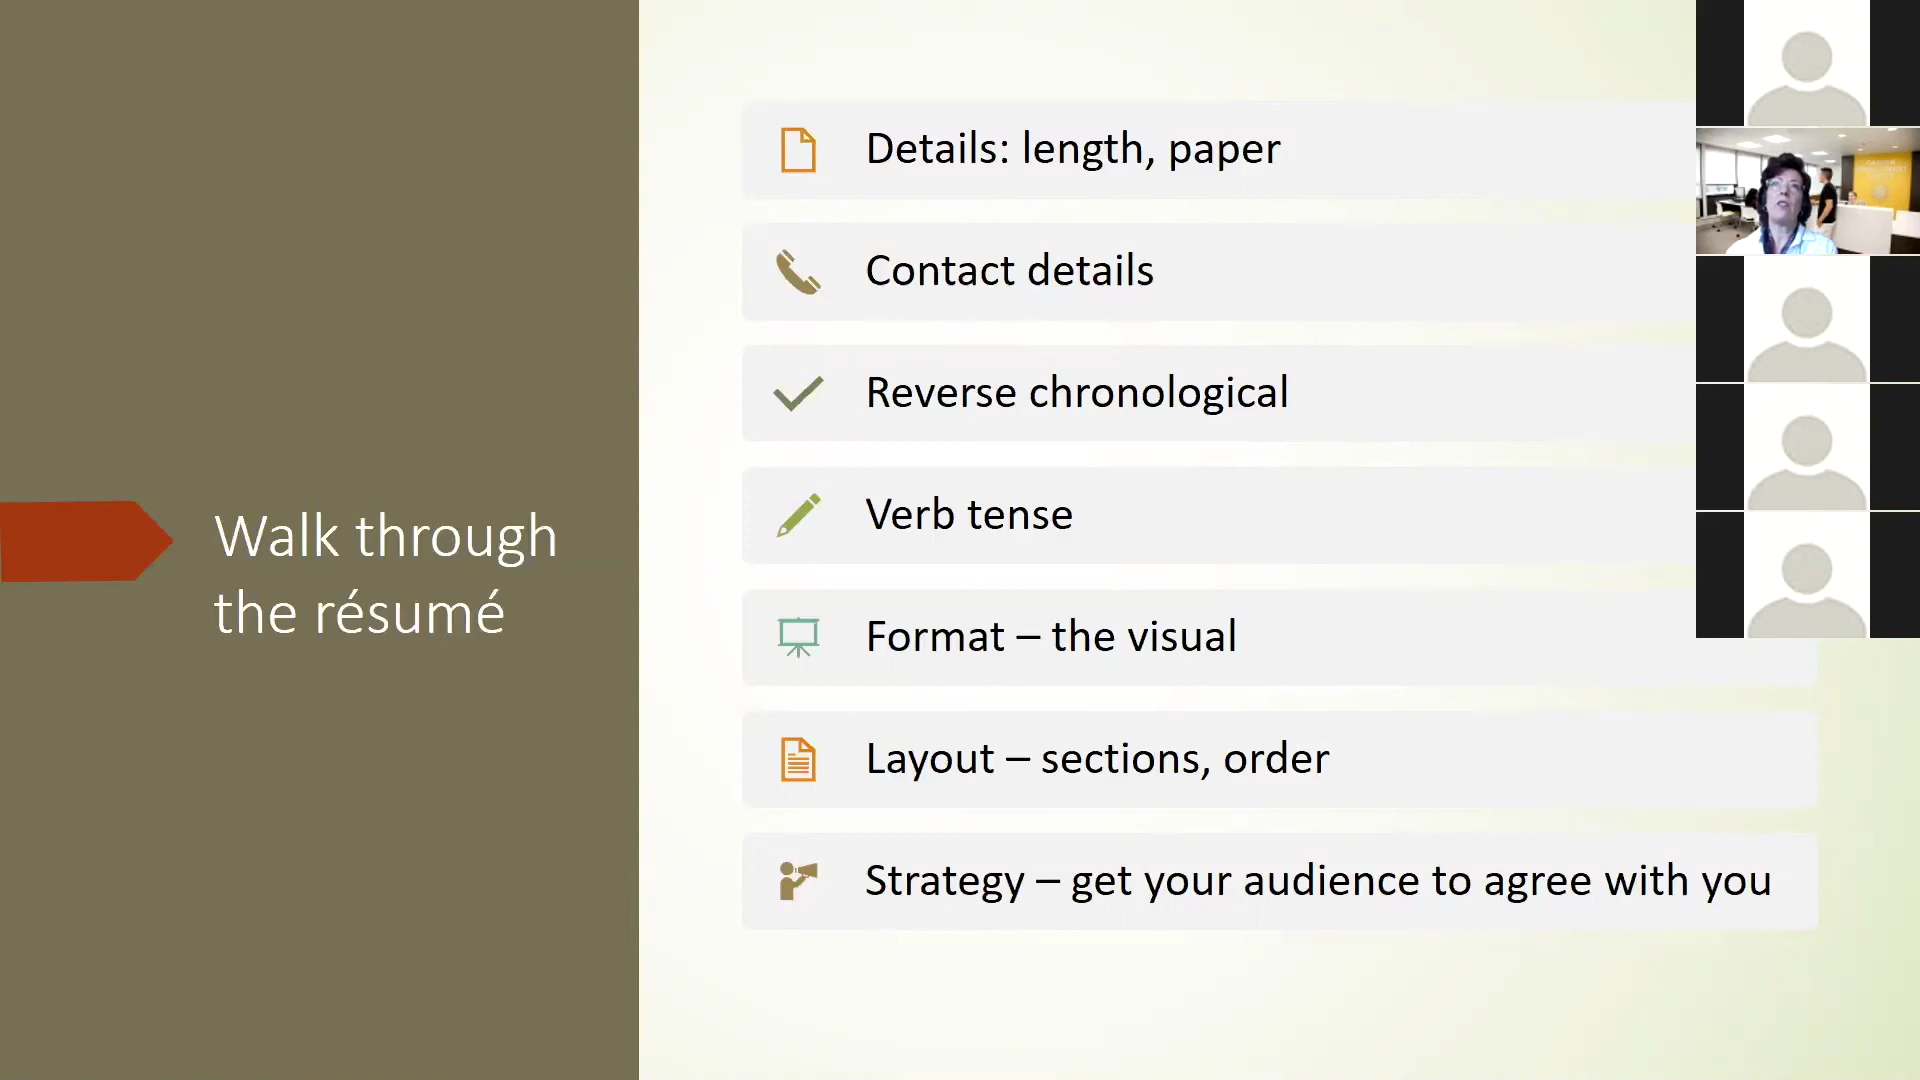 Walk through
the résumé
Details: length, paper
Contact details
Reverse chronological
Verb tense
Format – the visual
Layout – sections, order
Strategy – get your audience to agree with you